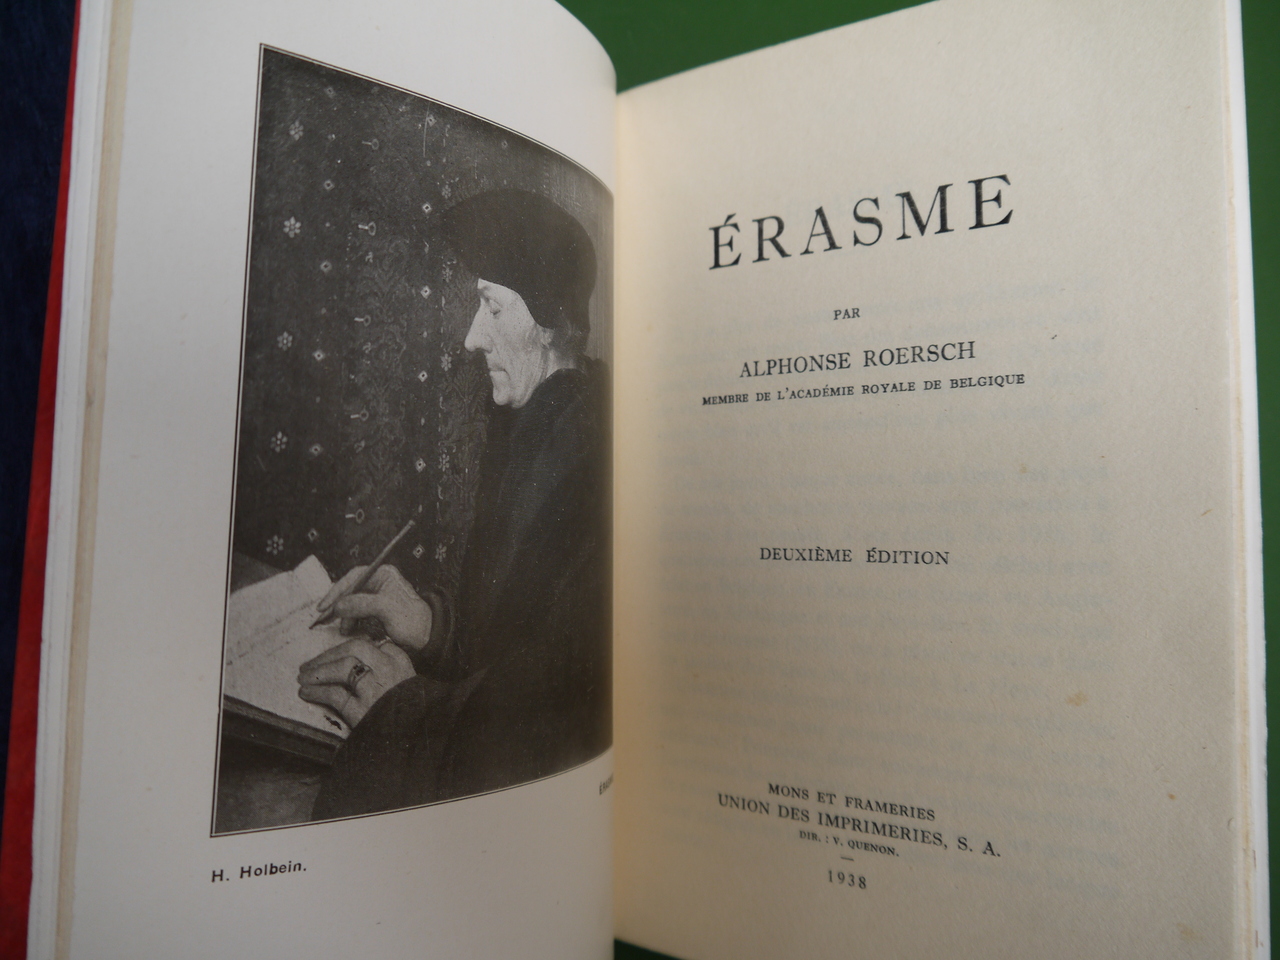 H. Holbein.
ÉRASME
PAR
ALPHONSE ROERSCH
MEMBRE DE L'ACADÉMIE ROYALE DE BELGIQUE
DEUXIÈME ÉDITION
MONS ET FRAMERIES
UNION DES IMPRIMERIES, S. A.
DIR. : V. QUENON.
1938